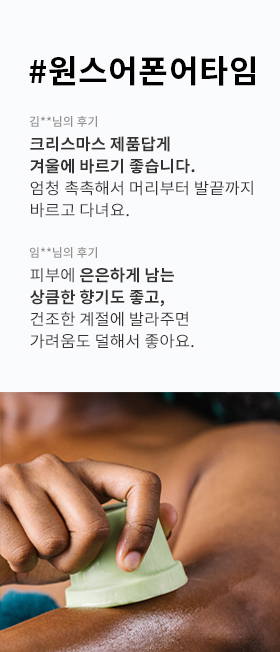 #원스어폰어타임
김**님의 후기
크리스마스 제품답게
겨울에 바르기 좋습니다.
엄청 촉촉해서 머리부터 발끝까지
바르고 다녀요.
임**님의 후기
피부에 은은하게 남는
상큼한 향기도 좋고,
건조한 계절에 발라주면
가려움도 덜해서 좋아요.